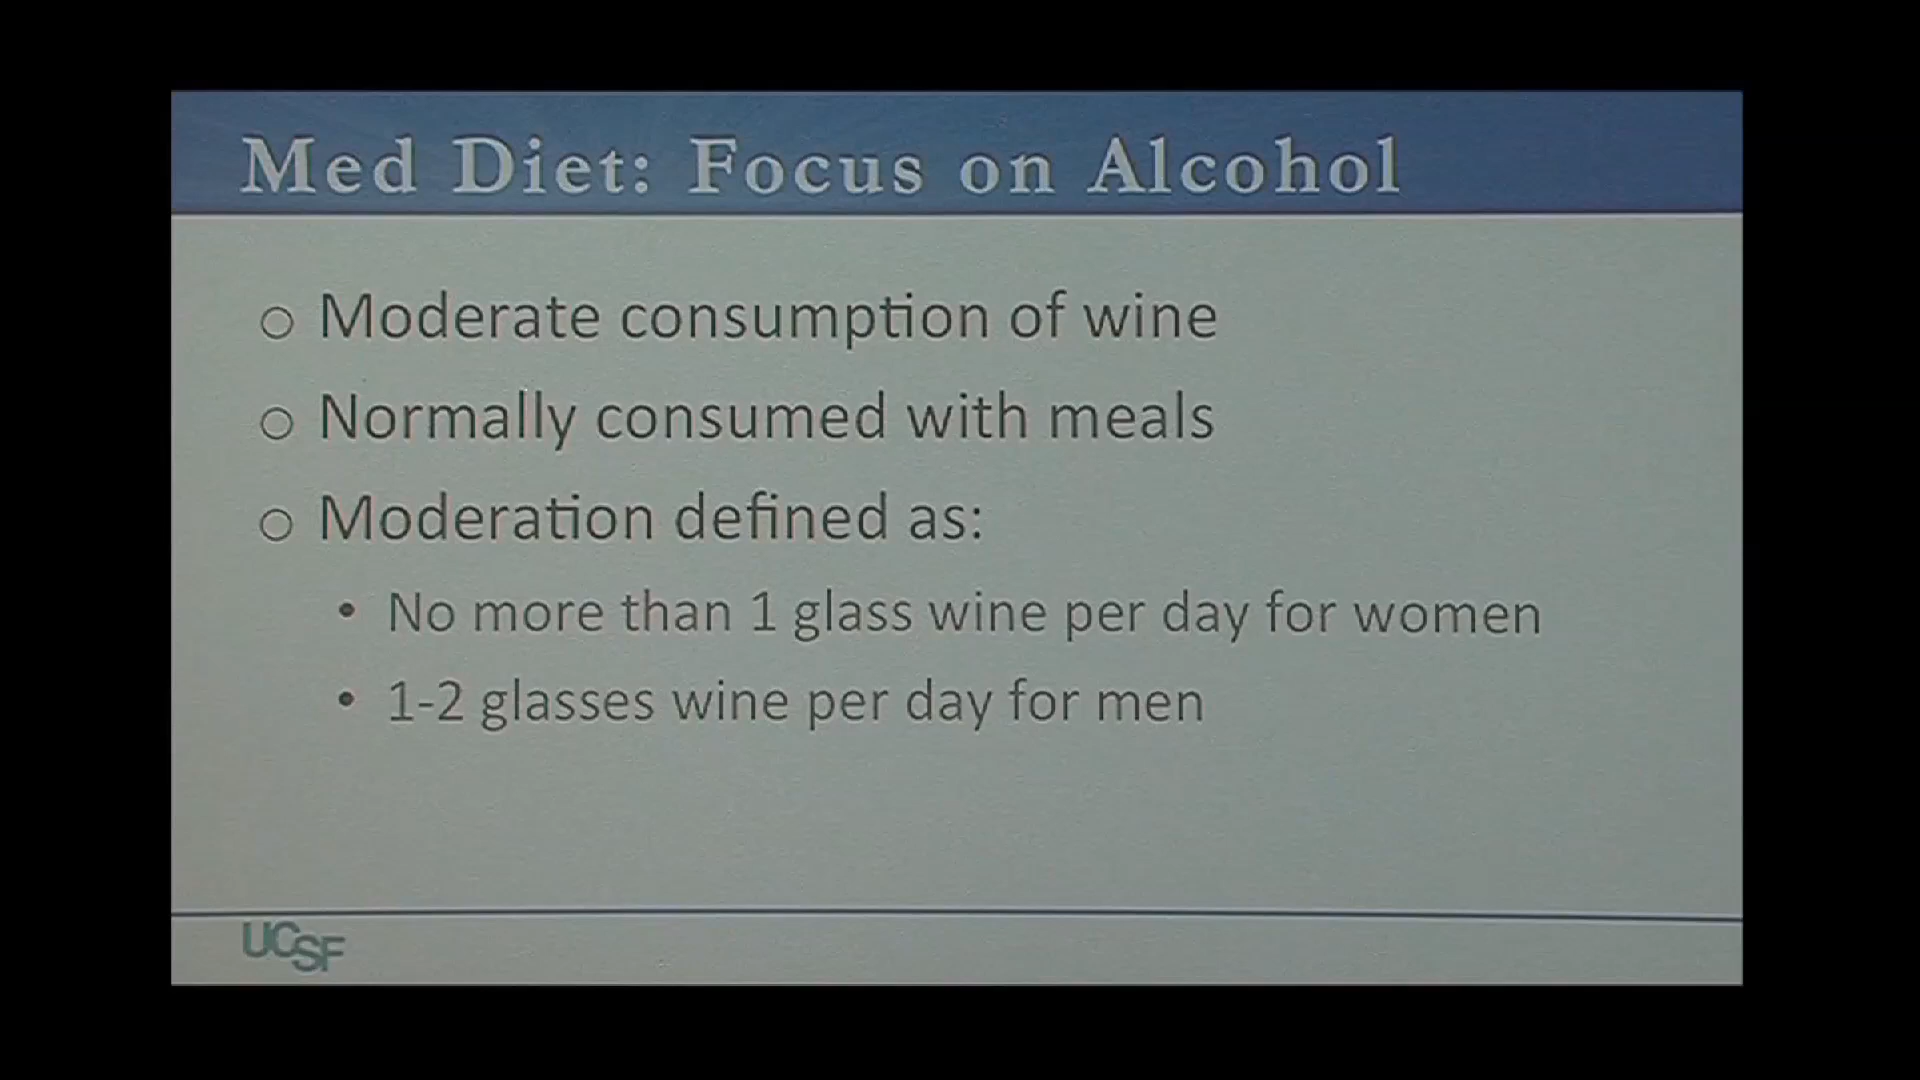 Med Diet: Focus on Alcohol
o Moderate consumption of wine
o Normally consumed with meals
o Moderation defined as:
• No more than 1 glass wine per day for women
• 1-2 glasses wine per day for men
UCSF